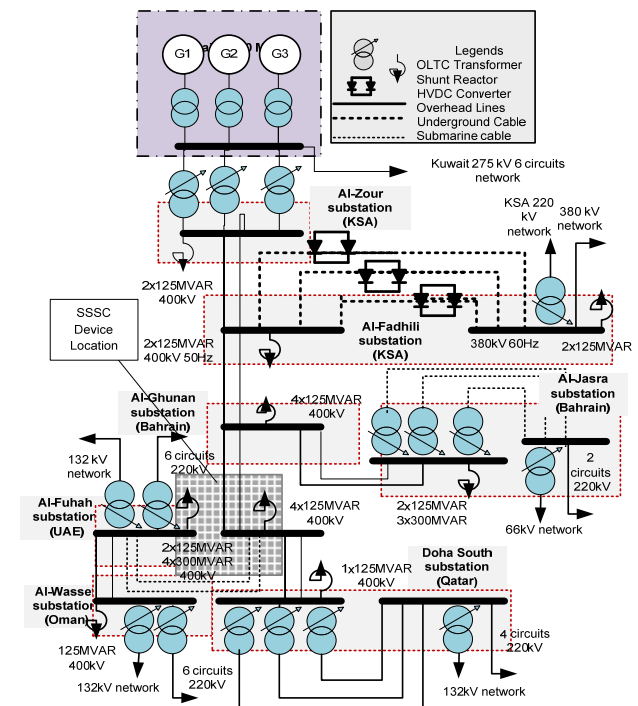 G1
G2
G3
Legends
OLTC Transformer
Shunt Reactor
HVDC Converter
Overhead Lines
Underground Cable
Submarine cable
Kuwait 275 kV 6 circuits
network
Al-Zour
substation
(KSA)
KSA 220
kV
network
380 kV
network
2x125MVAR
400kV
SSSC
Device
Location
2x125MVAR
400kV 50Hz
Al-Fadhili
substation
(KSA)
380kV 60Hz
2x125MVAR
Al-Ghunan
substation
(Bahrain)
4x125MVAR
400kV
Al-Jasra
substation
(Bahrain)
132 kV
network
6 circuits
220kV
2
circuits
220kV
Al-Fuhah
substation
(UAE)
4x125MVAR
400kV
2x125MVAR
3x300MVAR
66kV network
2x125MVAR
4x300MVAR
400kV
Doha South
substation
(Qatar)
1x125MVAR
400kV
Al-Wasse
substation
(Oman)
125MVAR
400kV
132kV network
6 circuits
220kV
4 circuits
220kV
132kV network